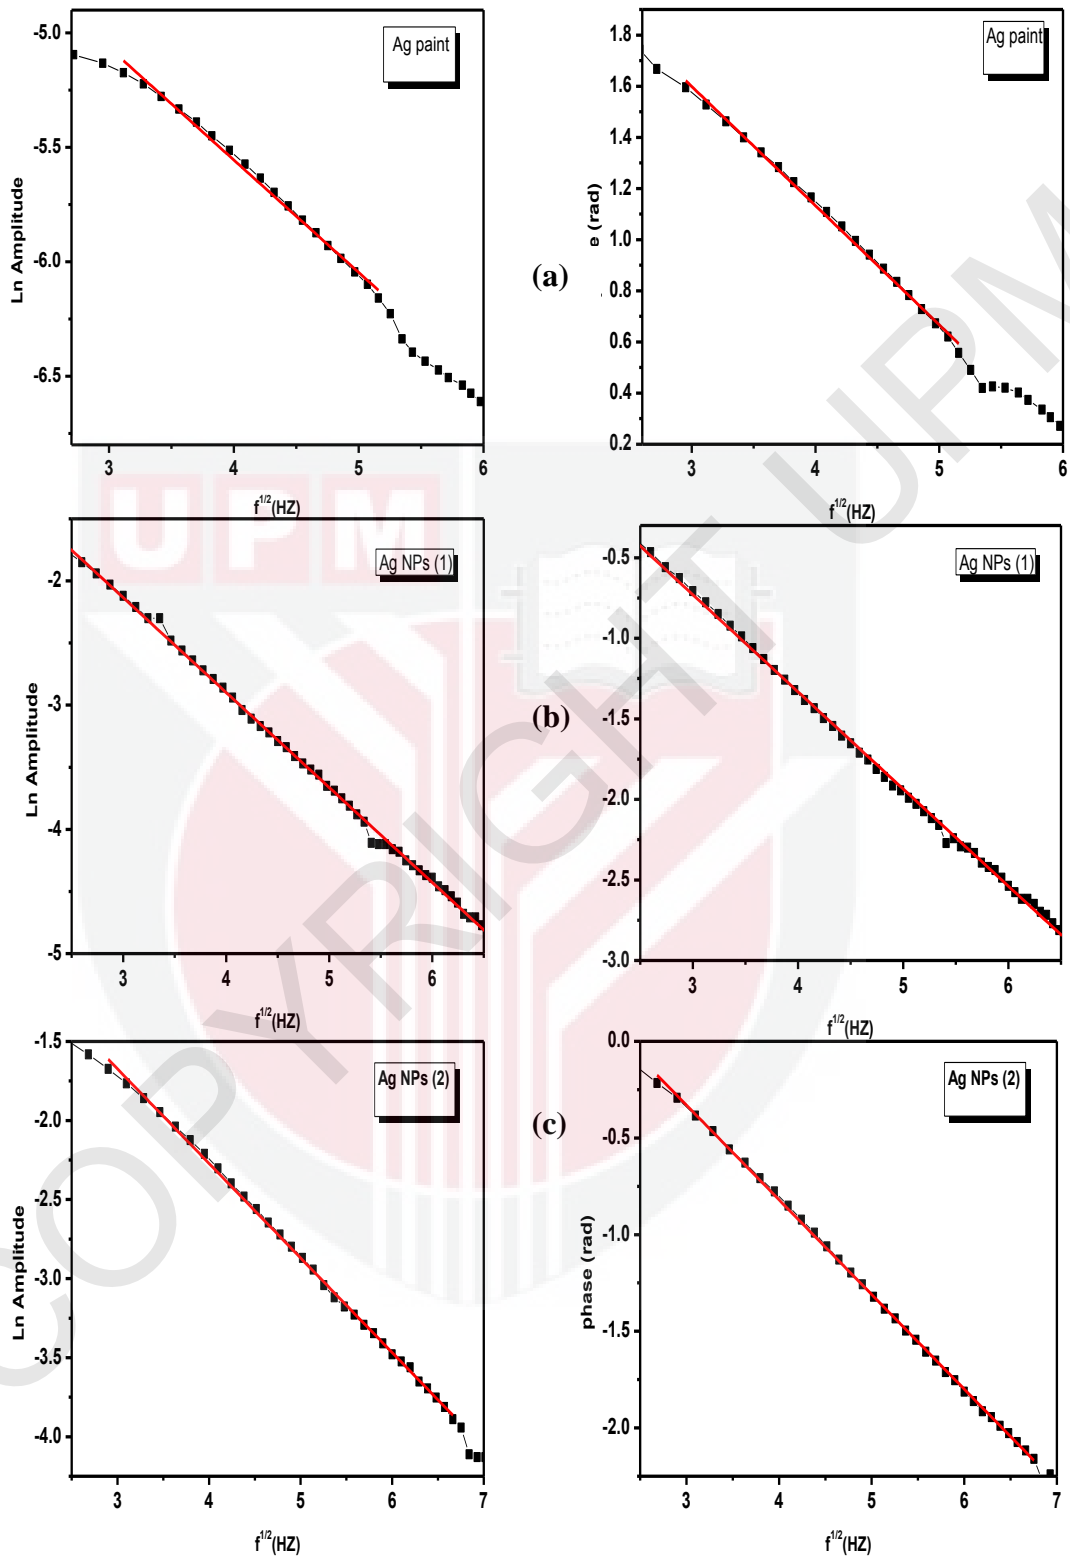 Ag paint
-5.0
-5.5
-6.0
-6.5
Ln Amplitude
3 4 5 6
f1/2(HZ)
(a)
Ag paint
1.8
1.6
1.4
1.2
1.0
0.8
0.6
0.4
0.2
e (rad)
3 4 5 6
f1/2(HZ)
UPM
Ag NPs (1)
-2
-3
-4
-5
Ln Amplitude
3 4 5 6
f1/2(HZ)
(b)
Ag NPs (1)
-0.5
-1.0
-1.5
-2.0
-2.5
-3.0
3 4 5 6
f1/2(HZ)
Ag NPs (2)
-1.5
-2.0
-2.5
-3.0
-3.5
-4.0
Ln Amplitude
3 4 5 6 7
f1/2(HZ)
(c)
Ag NPs (2)
0.0
-0.5
-1.0
-1.5
-2.0
phase (rad)
3 4 5 6 7
f1/2(HZ)
COPYRIGHT UPM